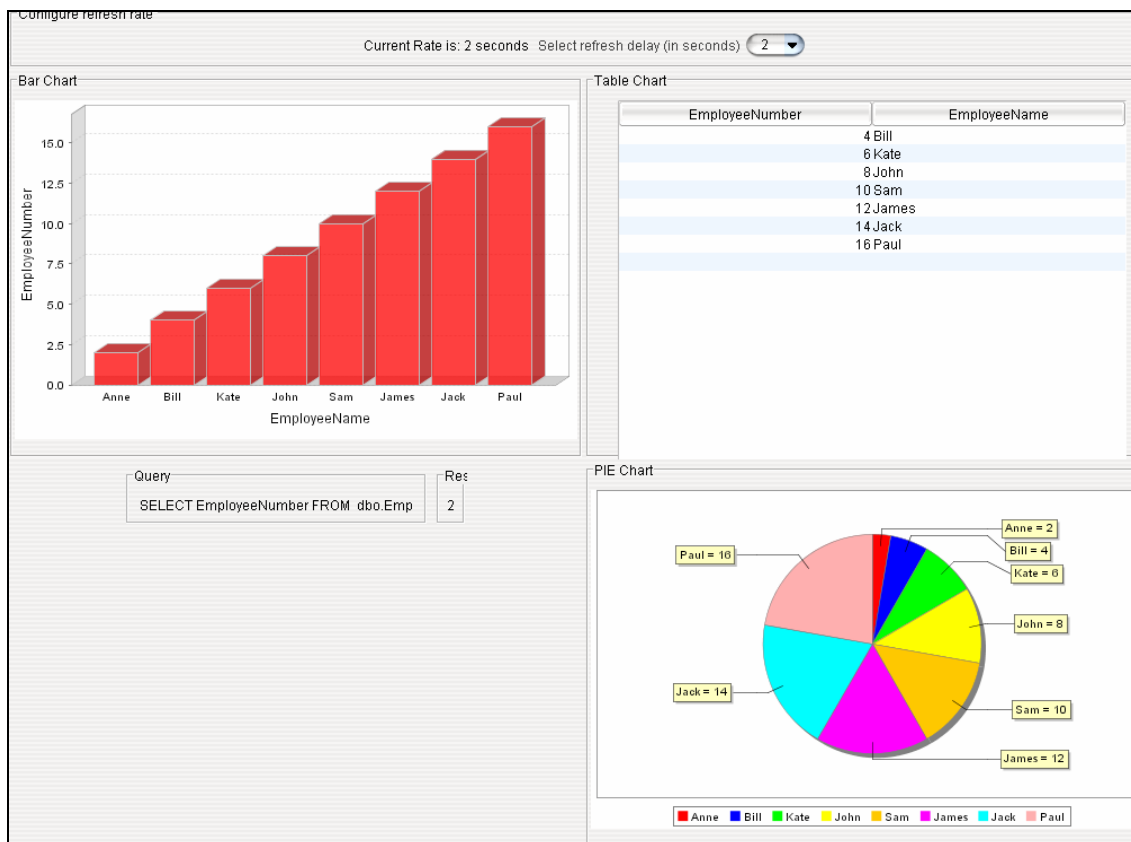 Configure refresh rate
Current Rate is: 2 seconds Select refresh delay (in seconds) 2
Bar Chart
15.0
12.5
10.0
7.5
5.0
2.5
0.0
EmployeeNumber
Anne Bill Kate John Sam James Jack Paul
EmployeeName
Table Chart
EmployeeNumber EmployeeName
4 Bill
6 Kate
8 John
10 Sam
12 James
14 Jack
16 Paul
Query
SELECT EmployeeNumber FROM dbo.Emp
Res
2
PIE Chart
Anne = 2
Bill = 4
Kate = 6
John = 8
Sam = 10
James = 12
Jack = 14
Paul = 16
Anne Bill Kate John Sam James Jack Paul